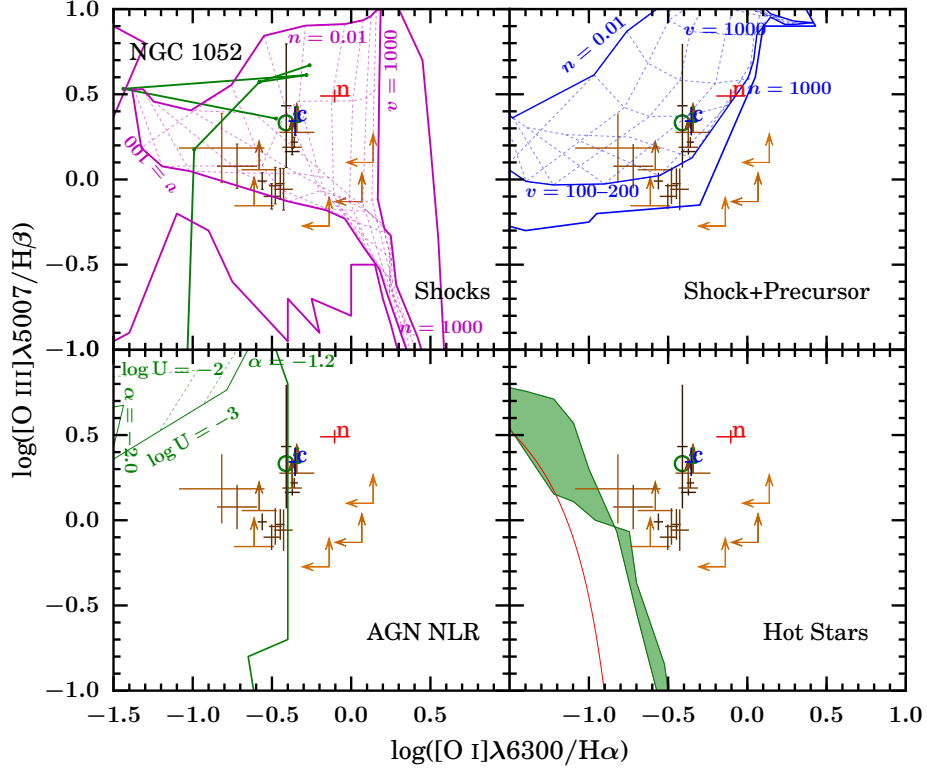 1.0
0.5
0.0
−0.5
−1.0
log([O III]λ5007/Hβ)
NGC 1052
n = 0.01
v = 1000
v = 100
n = 1000
n
c
Shocks
n = 0.01
v = 1000
n = 1000
v = 100–200
n
c
Shock+Precursor
0.5
0.0
−0.5
−1.0
log U = −2
α = −1.2
α = −2.0
log U = −3
n
c
AGN NLR
n
c
Hot Stars
−1.5
−1.0
−0.5
0.0
0.5
−1.0
−0.5
0.0
0.5
1.0
log([O I]λ6300/Hα)